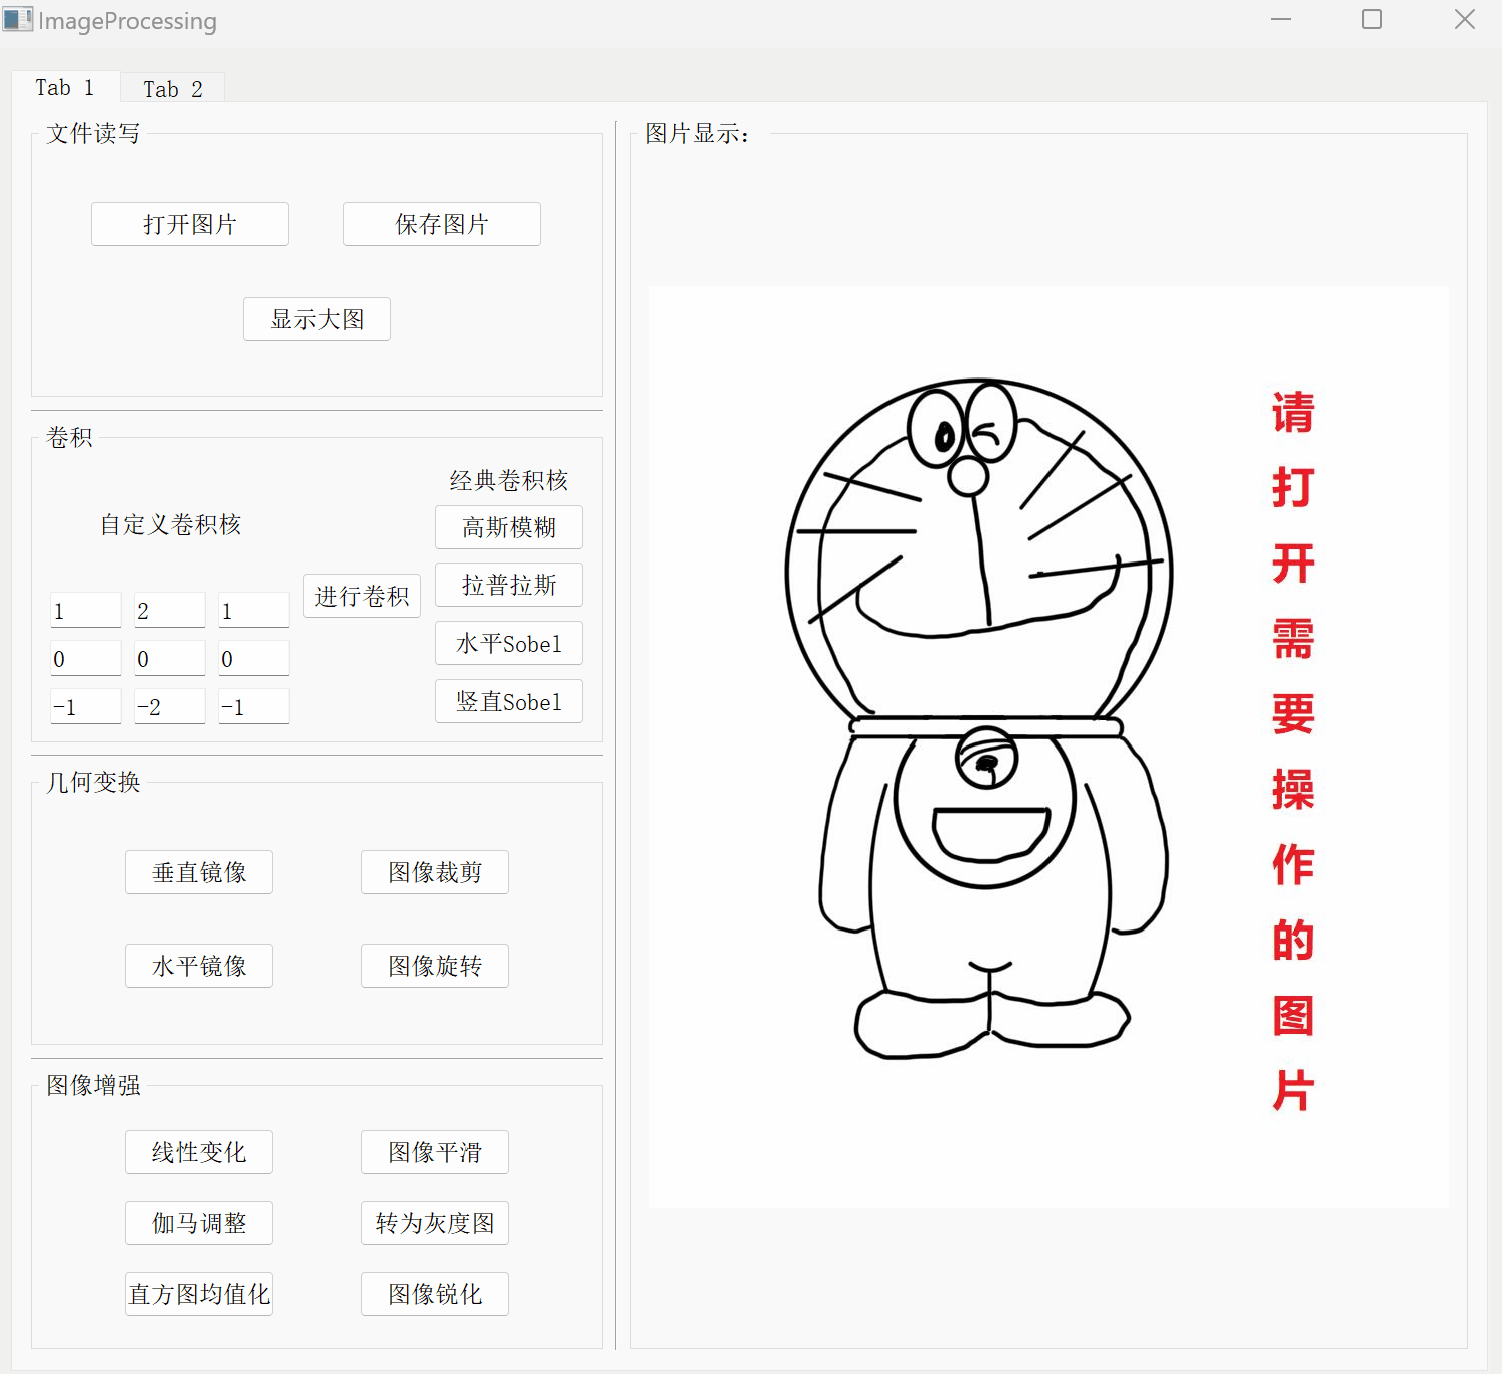 ImageProcessing
Tab 1
Tab 2
文件读写
打开图片
保存图片
显示大图
卷积
经典卷积核
自定义卷积核
高斯模糊
进行卷积
拉普拉斯
1 2 1
水平Sobel
0 0 0
竖直Sobel
-1 -2 -1
几何变换
垂直镜像
图像裁剪
水平镜像
图像旋转
图像增强
线性变化
图像平滑
伽马调整
转为灰度图
直方图均值化
图像锐化
图片显示：
请打开需要操作的图片